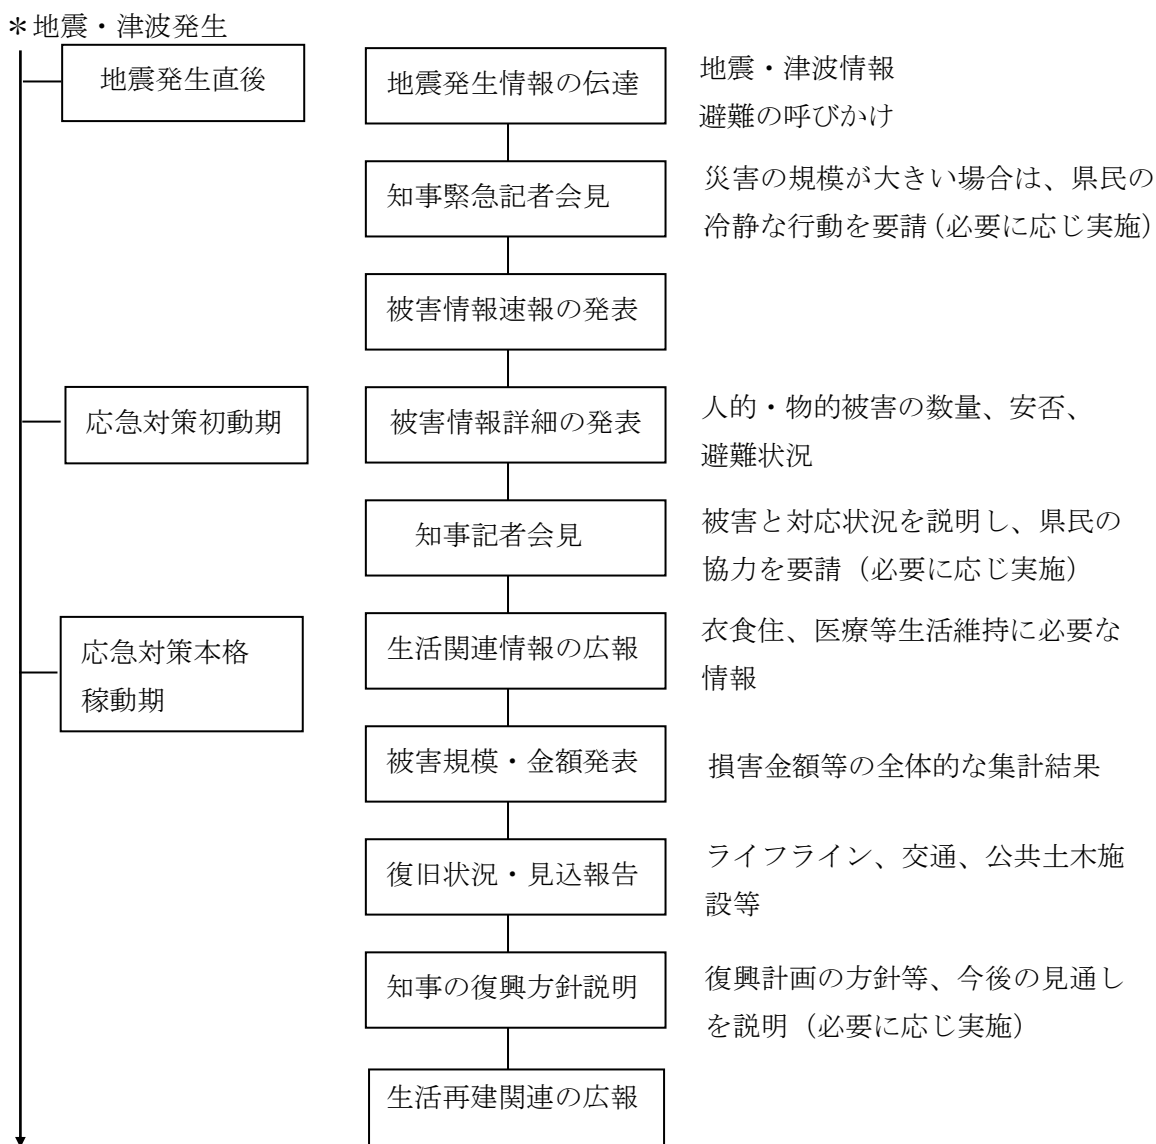 ＊地震・津波発生
地震発生直後
地震発生情報の伝達
地震・津波情報
避難の呼びかけ
知事緊急記者会見
災害の規模が大きい場合は、県民の
冷静な行動を要請（必要に応じ実施）
被害情報速報の発表
応急対策初動期
被害情報詳細の発表
人的・物的被害の数量、安否、
避難状況
知事記者会見
被害と対応状況を説明し、県民の
協力を要請（必要に応じ実施）
応急対策本格
稼動期
生活関連情報の広報
衣食住、医療等生活維持に必要な
情報
被害規模・金額発表
損害金額等の全体的な集計結果
復旧状況・見込報告
ライフライン、交通、公共土木施
設等
知事の復興方針説明
復興計画の方針等、今後の見通し
を説明（必要に応じ実施）
生活再建関連の広報